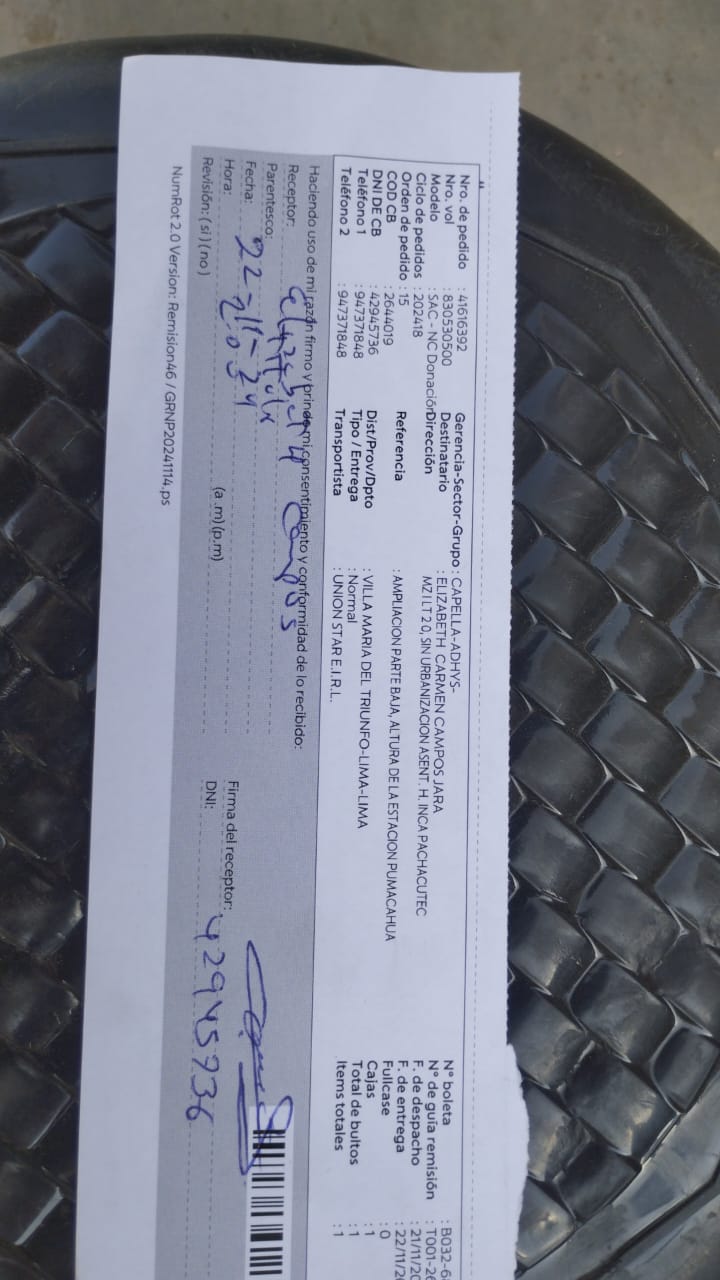 Nro. de pedido : 41616392
Nro. vol : 830530500
Modelo : SAC - NC Donación
Ciclo de pedidos : 202418
Orden de pedido : 15
COD CB : 2644019
DNI DE CB : 42945736
Teléfono 1 : 947371848
Teléfono 2 : 947371848
Gerencia-Sector-Grupo : CAPELLA-ADHYS-
Destinatario : ELIZABETH CARMEN CAMPOS JARA
Dirección MZ I LT 20, SIN URBANIZACION ASENT. H. INCA PACHACUTEC
Referencia : AMPLIACION PARTE BAJA, ALTURA DE LA ESTACION PUMACAHUA
Dist/Prov/Dpto : VILLA MARIA DEL TRIUNFO-LIMA-LIMA
Tipo / Entrega : Normal
Transportista : UNION STAR E.I.R.L.
N° boleta : B032-6
N° de guía remisión : T001-26
F. de despacho : 21/11/20
F. de entrega : 22/11/20
Fullcase : 0
Cajas : 1
Total de bultos : 1
Items totales : 1
Haciendo uso de mi razón firmo y brindo mi consentimiento y conformidad de lo recibido:
Receptor: Elizabeth Campos
Parentesco: titular
Fecha: 22-11-24
Hora: (a .m) (p.m)
Revisión: ( si ) ( no )
Firma del receptor:
DNI: 42945736
NumRot 2.0 Version: Remision46 / GRNP20241114.ps